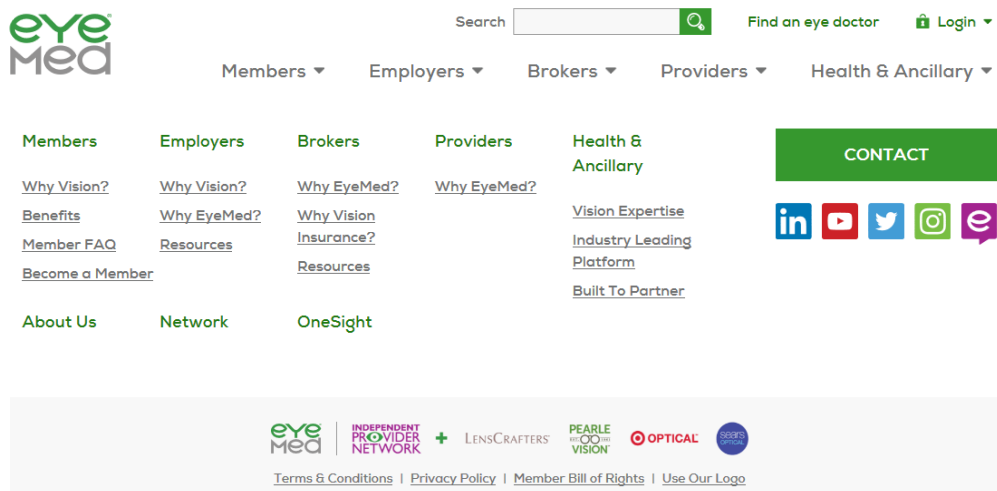 eye med
Search
Find an eye doctor
Login
Members
Employers
Brokers
Providers
Health & Ancillary
Members
Why Vision?
Benefits
Member FAQ
Become a Member
Employers
Why Vision?
Why EyeMed?
Resources
Brokers
Why EyeMed?
Why Vision
Insurance?
Resources
Providers
Why EyeMed?
Health &
Ancillary
Vision Expertise
Industry Leading
Platform
Built To Partner
CONTACT
in
e
About Us
Network
OneSight
eye med
INDEPENDENT
PROVIDER
NETWORK
+
LENSCRAFTERS
PEARLE
VISION
OPTICAL
sears
OPTICAL
Terms & Conditions | Privacy Policy | Member Bill of Rights | Use Our Logo